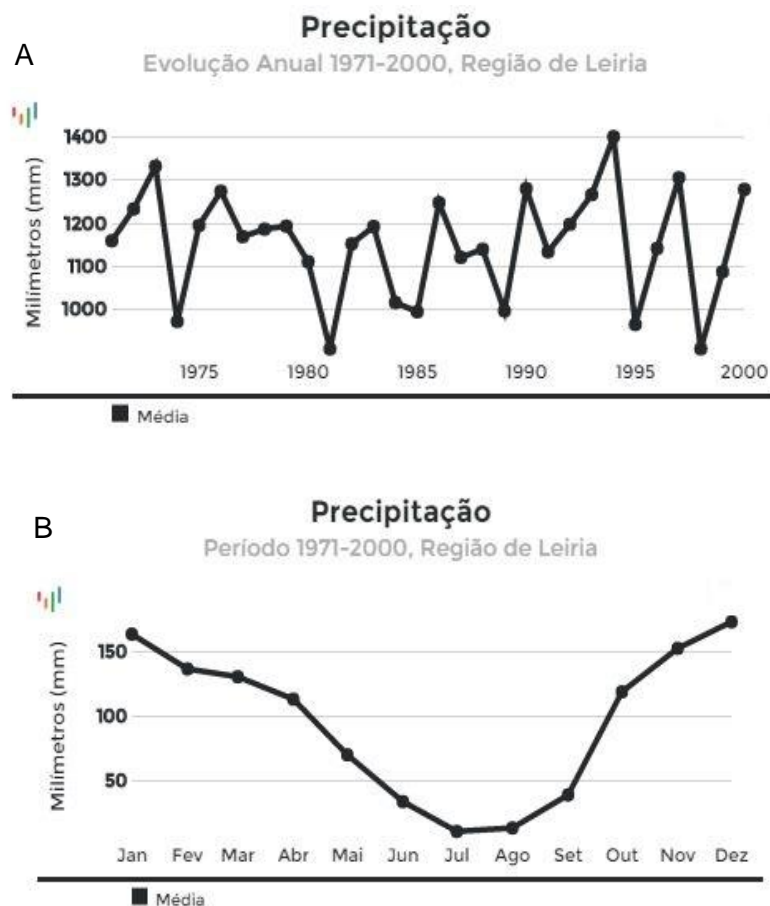 A
Precipitação
Evolução Anual 1971-2000, Região de Leiria
Milímetros (mm)
1400
1300
1200
1100
1000
1975 1980 1985 1990 1995 2000
Média
B
Precipitação
Período 1971-2000, Região de Leiria
Milímetros (mm)
150
100
50
Jan Fev Mar Abr Mai Jun Jul Ago Set Out Nov Dez
Média